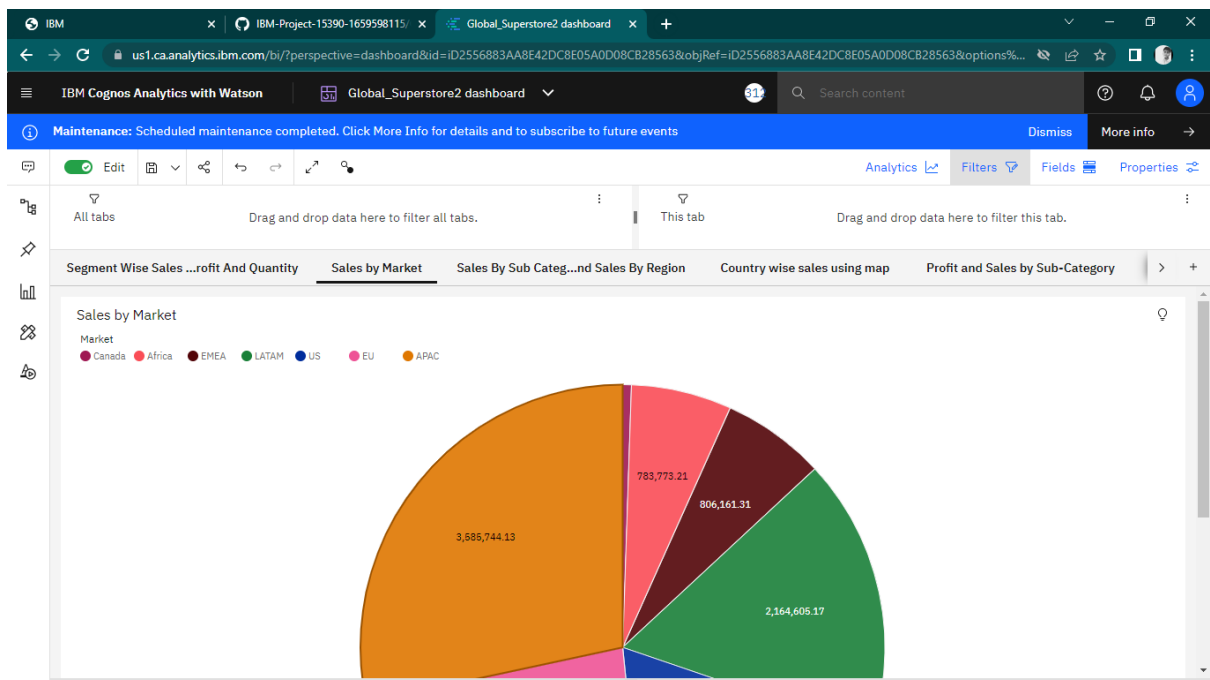 IBM
IBM-Project-15390-1659598115/
Global_Superstore2 dashboard
us1.ca.analytics.ibm.com/bi/?perspective=dashboard&id=iD2556883AA8E42DC8E05A0D08CB28563&objRef=iD2556883AA8E42DC8E05A0D08CB28563&options%...
IBM Cognos Analytics with Watson
Global_Superstore2 dashboard
Search content
Maintenance: Scheduled maintenance completed. Click More Info for details and to subscribe to future events
Dismiss
More info
Edit
Analytics
Filters
Fields
Properties
All tabs
Drag and drop data here to filter all tabs.
This tab
Drag and drop data here to filter this tab.
Segment Wise Sales ...rofit And Quantity
Sales by Market
Sales By Sub Categ...nd Sales By Region
Country wise sales using map
Profit and Sales by Sub-Category
Sales by Market
Market
Canada Africa EMEA LATAM US EU APAC
783,773.21
806,161.31
3,585,744.13
2,164,605.17